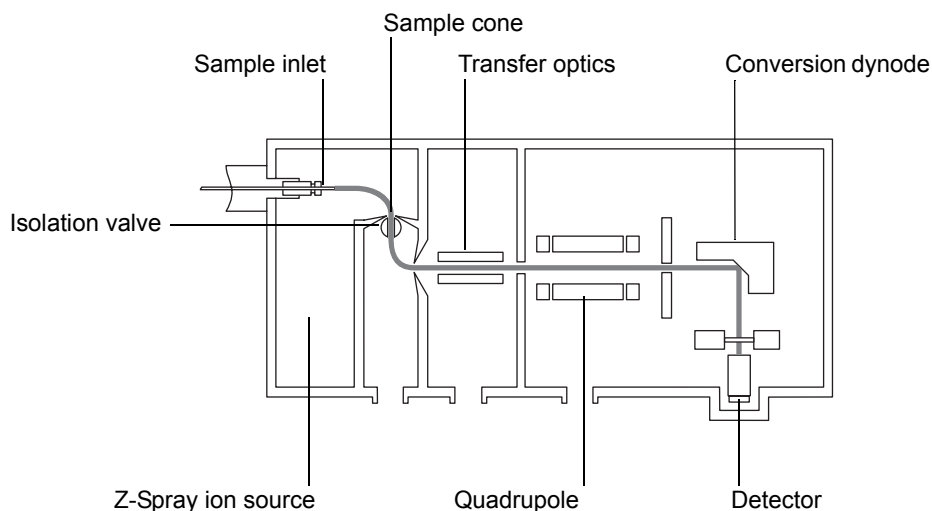 Sample cone
Sample inlet
Transfer optics
Conversion dynode
Isolation valve
Z-Spray ion source
Quadrupole
Detector